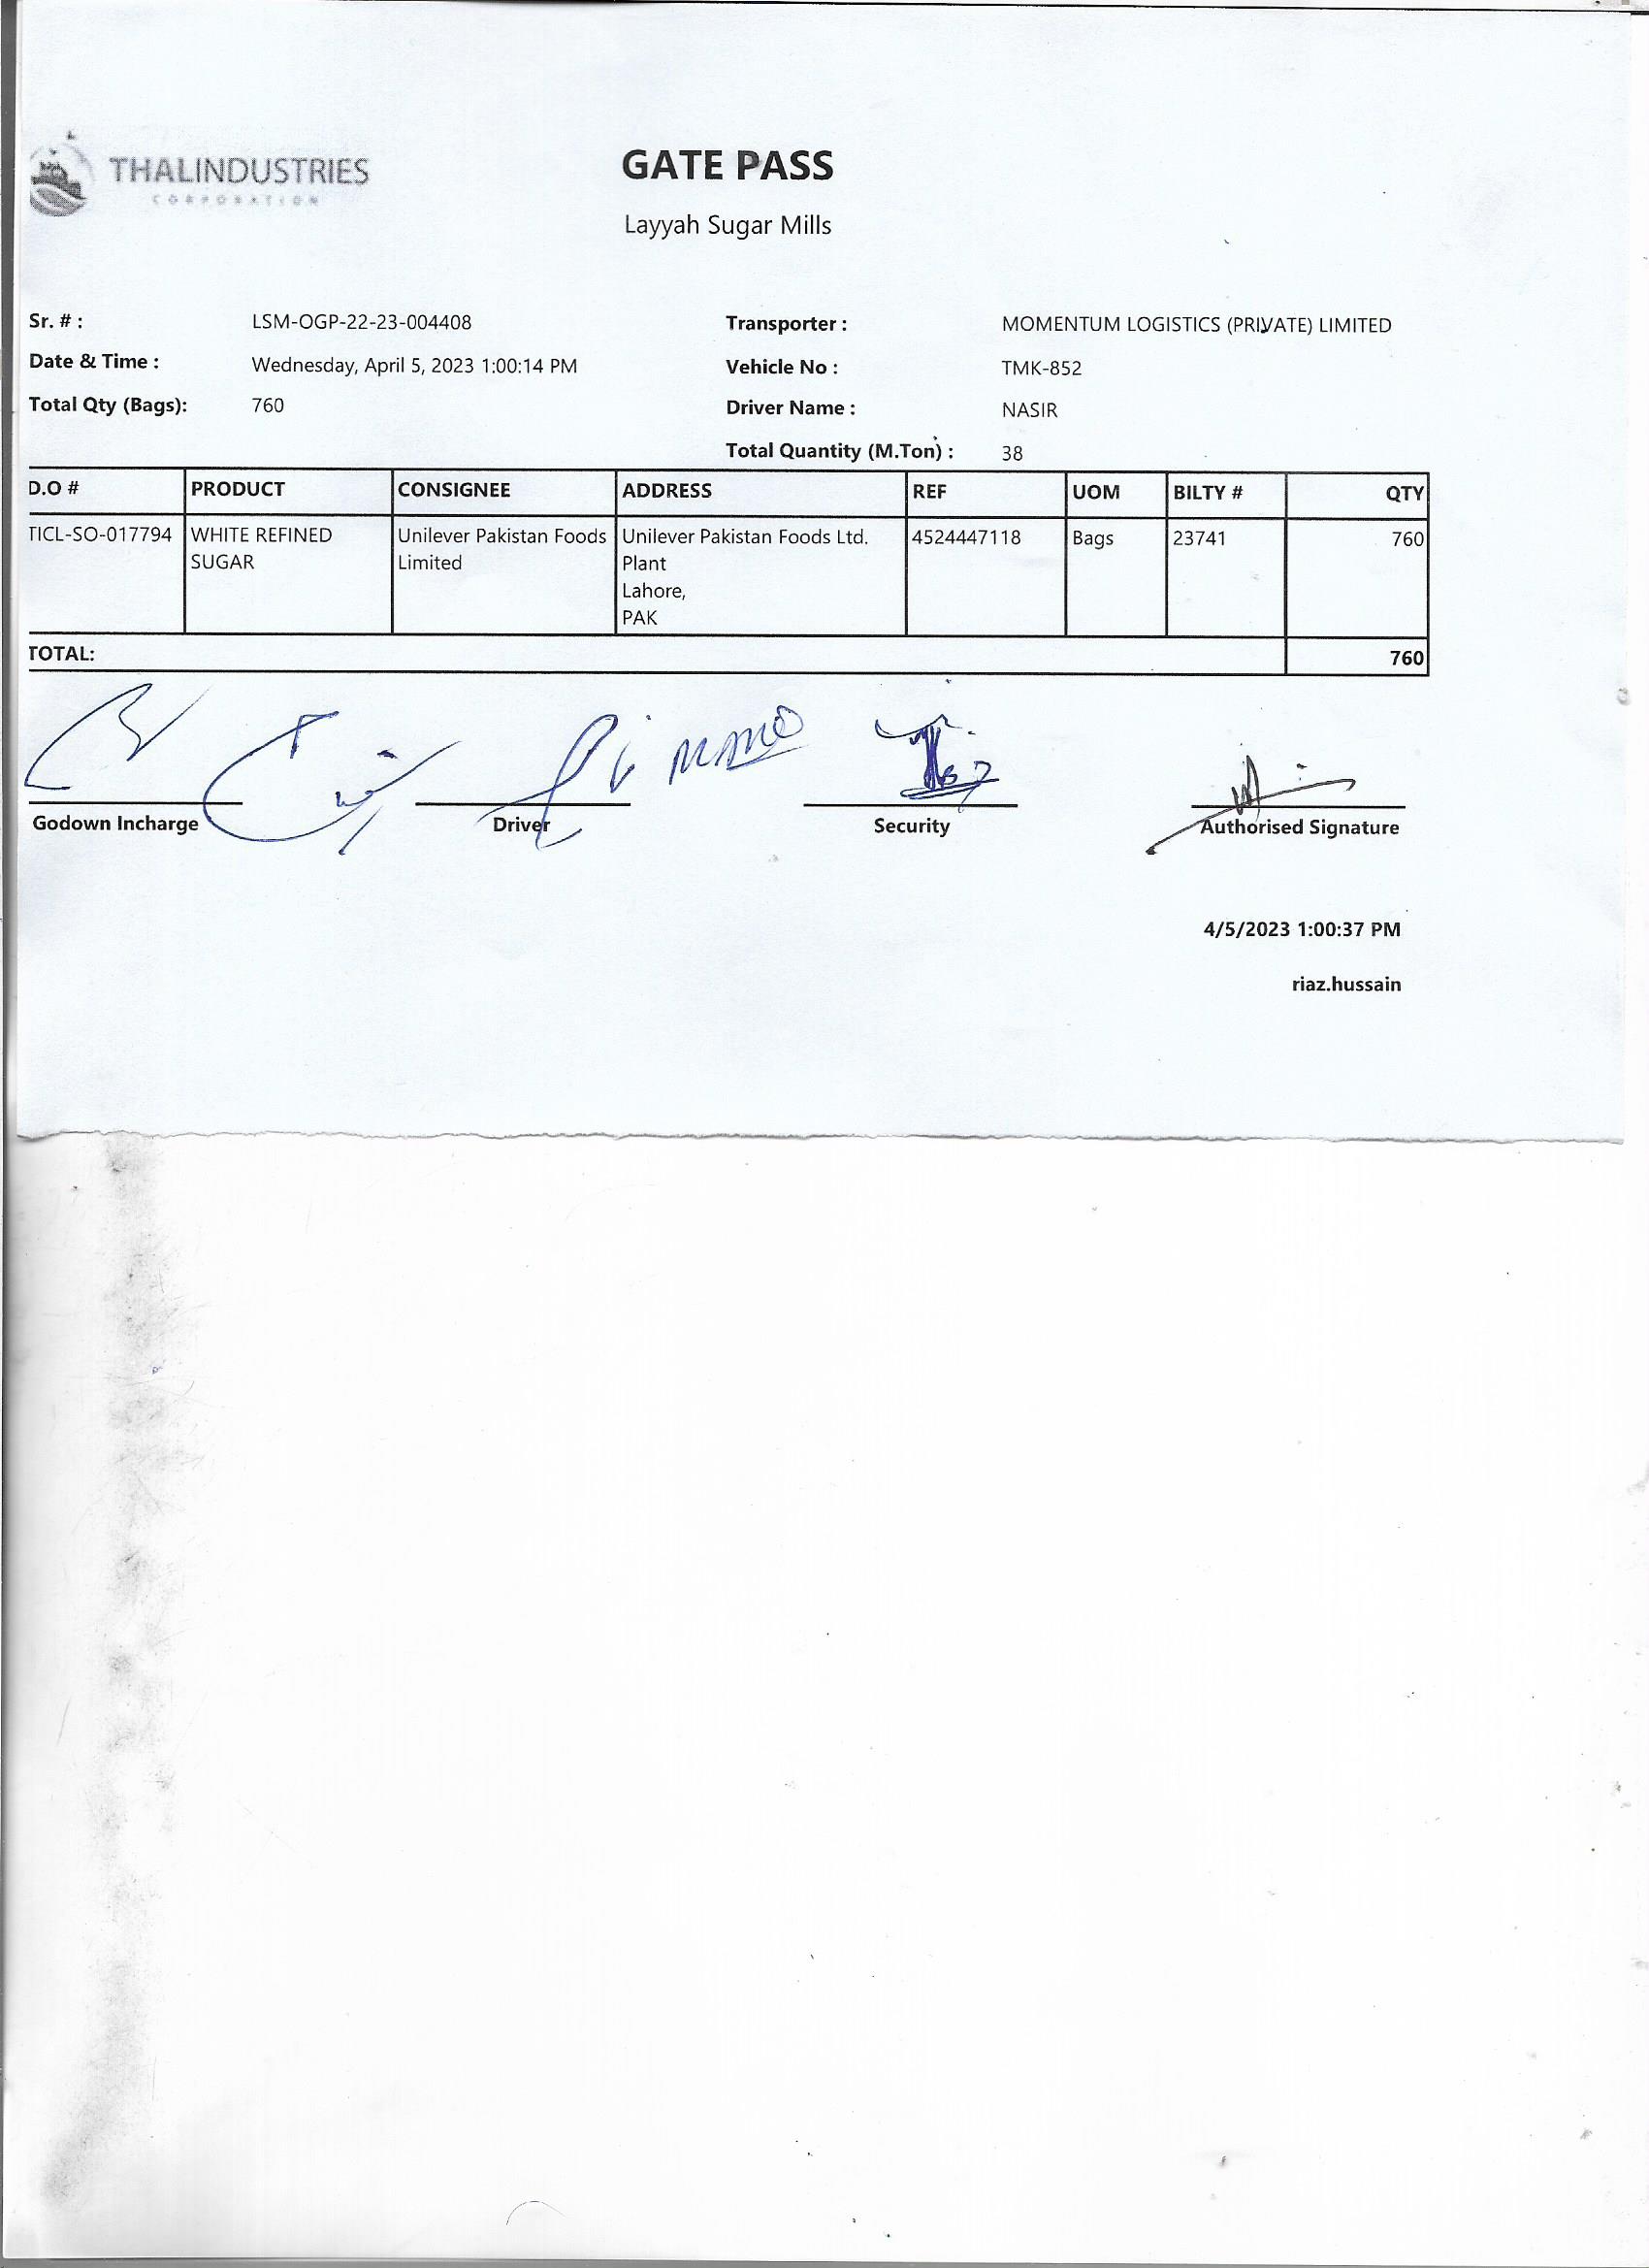 THALINDUSTRIES
CORPORATION
GATE PASS
Layyah Sugar Mills
Sr. # : LSM-OGP-22-23-004408
Transporter : MOMENTUM LOGISTICS (PRIVATE) LIMITED
Date & Time : Wednesday, April 5, 2023 1:00:14 PM
Vehicle No : TMK-852
Total Qty (Bags): 760
Driver Name : NASIR
Total Quantity (M.Ton) : 38
D.O # PRODUCT CONSIGNEE ADDRESS REF UOM BILTY # QTY
TICL-SO-017794 WHITE REFINED Unilever Pakistan Foods Unilever Pakistan Foods Ltd. 4524447118 Bags 23741 760
SUGAR Limited Plant
Lahore,
PAK
TOTAL: 760
Godown Incharge Driver Security Authorised Signature
4/5/2023 1:00:37 PM
riaz.hussain